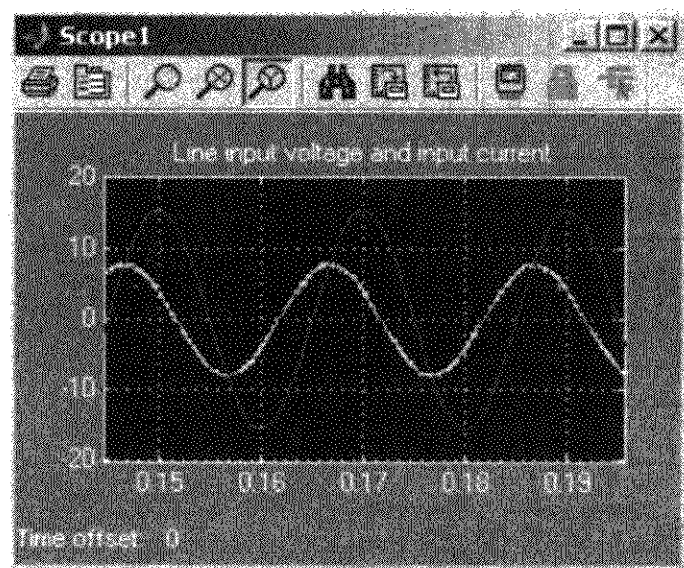 Scope1
Line input voltage and input current
20
10
0
-10
-20
0.15 0.16 0.17 0.18 0.19
Time offset: 0